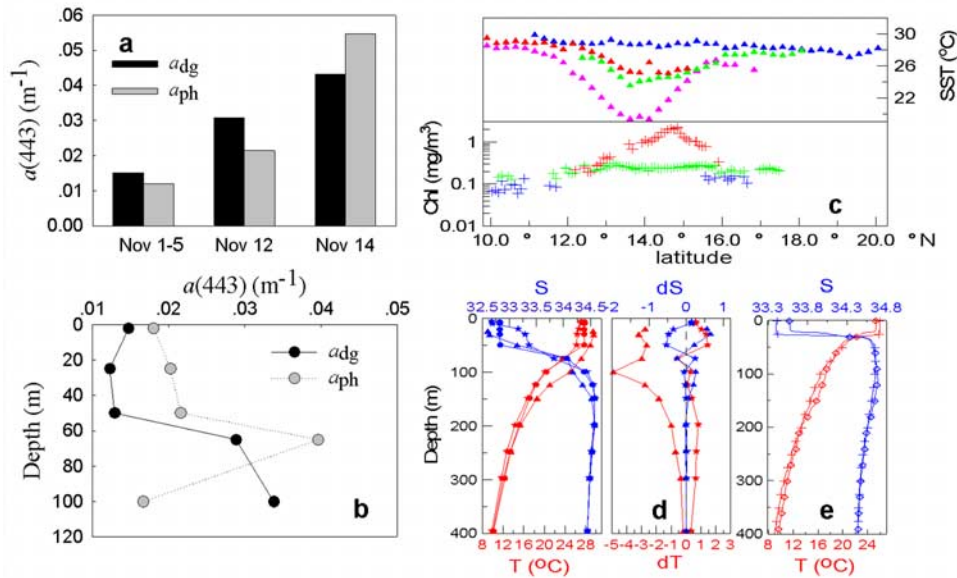 a
a(443) (m-1)
.06
.05
.04
.03
.02
.01
0.00
adg
aph
Nov 1-5 Nov 12 Nov 14
a(443) (m-1)
0.01 .02 .03 .04 .05
Depth (m)
0
20
40
60
80
100
120
adg
aph
b
SST (oC)
30
26
22
Chl (mg/m3)
1
0.1
0.01
c
10.0 o 12.0 o 14.0 o 16.0 o 18.0 o 20.0 o N
latitude
S
32.5 33 33.5 34 34.5
dS
-2 -1 0 1
Depth (m)
0
100
200
300
400
d
8 12 16 20 24 28
T (oC)
-5 -4 -3 -2 -1 0 1 2 3
dT
S
33.3 33.8 34.3 34.8
e
8 12 16 20 24
T (oC)